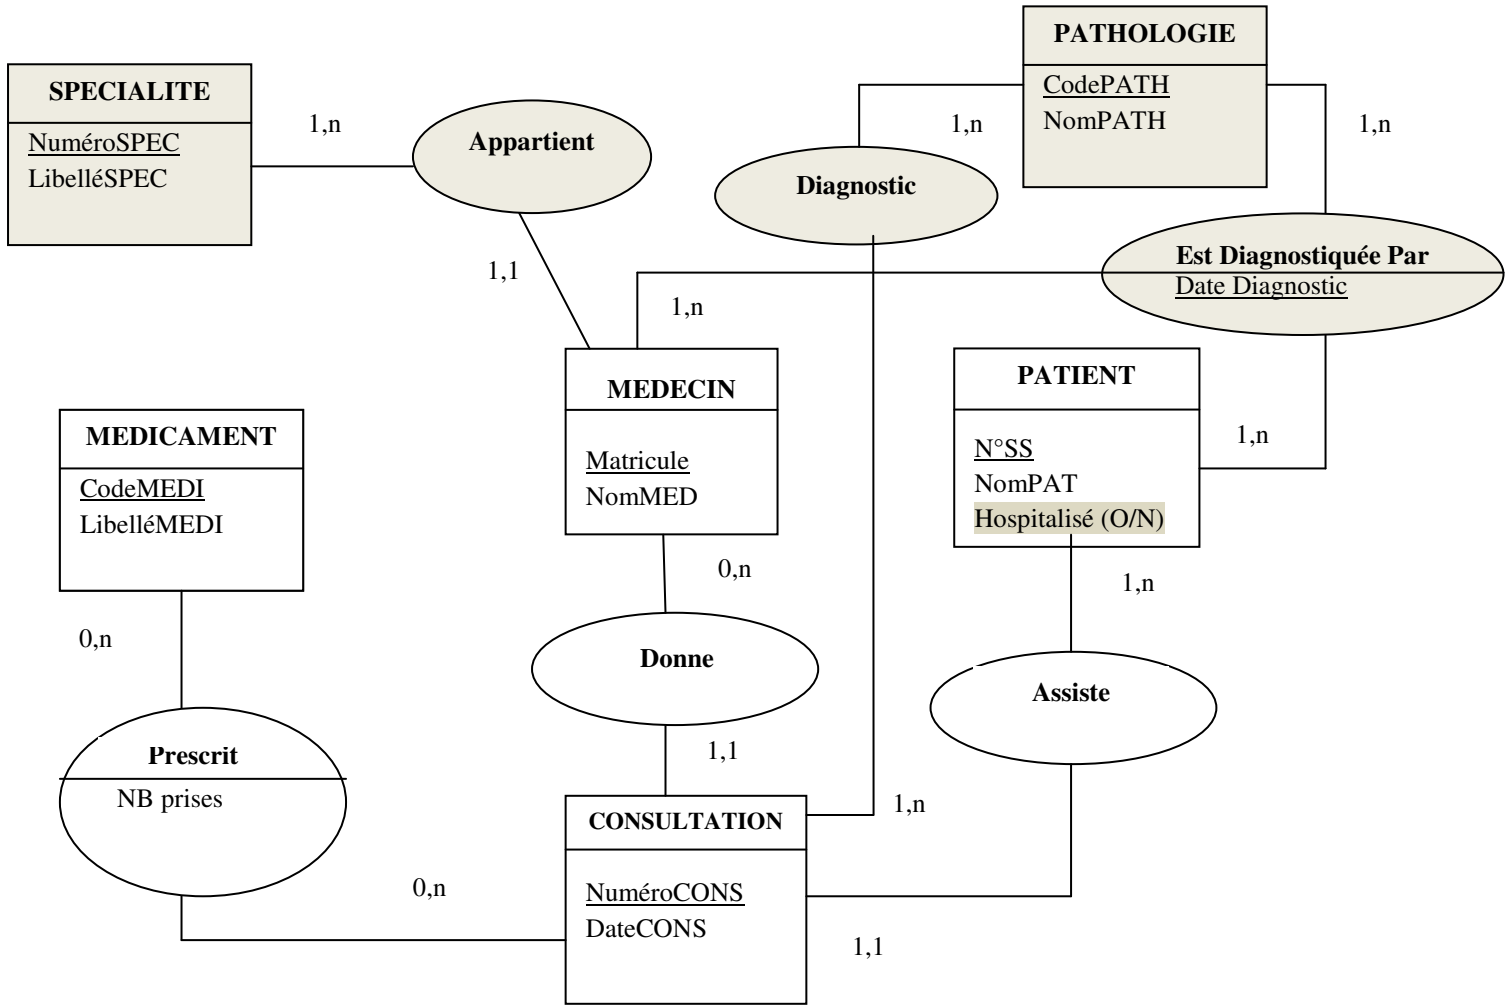 PATHOLOGIE
CodePATH
NomPATH
SPECIALITE
NuméroSPEC
LibelléSPEC
1,n
Appartient
1,1
1,n
Diagnostic
1,n
Est Diagnostiquée Par
Date Diagnostic
1,n
MEDECIN
Matricule
NomMED
PATIENT
N°SS
NomPAT
Hospitalisé (O/N)
1,n
MEDICAMENT
CodeMEDI
LibelléMEDI
0,n
1,n
0,n
Donne
Assiste
Prescrit
NB prises
1,1
1,n
CONSULTATION
NuméroCONS
DateCONS
0,n
1,1